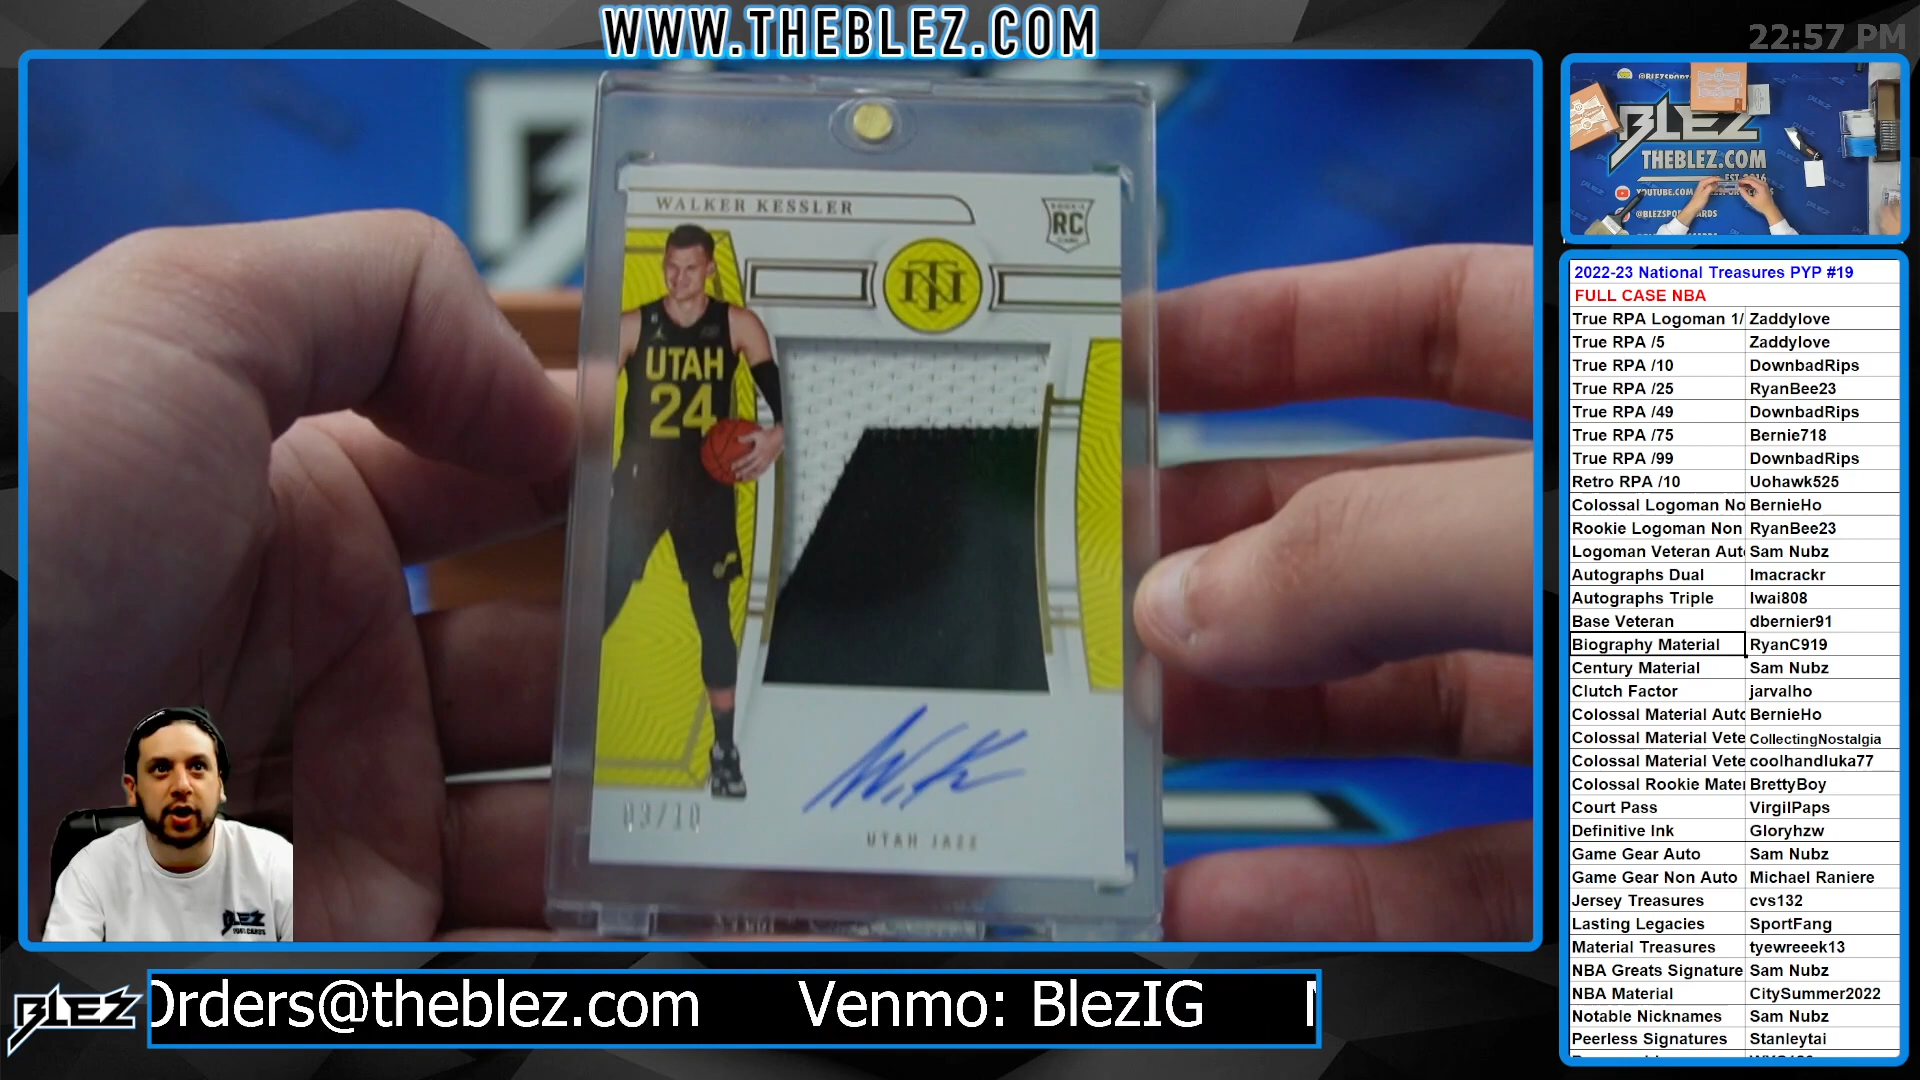 WWW.THEBLEZ.COM
22:57 PM
WALKER KESSLER
RC
UTAH
24
03/10
UTAH JAZZ
BLEZ
THEBLEZ.COM
2022-23 National Treasures PYP #19
FULL CASE NBA
True RPA Logoman 1/ Zaddylove
True RPA /5 Zaddylove
True RPA /10 DownbadRips
True RPA /25 RyanBee23
True RPA /49 DownbadRips
True RPA /75 Bernie718
True RPA /99 DownbadRips
Retro RPA /10 Uohawk525
Colossal Logoman No BernieHo
Rookie Logoman Non RyanBee23
Logoman Veteran Aut Sam Nubz
Autographs Dual Imacrackr
Autographs Triple Iwai808
Base Veteran dbernier91
Biography Material RyanC919
Century Material Sam Nubz
Clutch Factor jarvalho
Colossal Material Auto BernieHo
Colossal Material Vete CollectingNostalgia
Colossal Material Vete coolhandluka77
Colossal Rookie Mater BrettyBoy
Court Pass VirgilPaps
Definitive Ink Gloryhzw
Game Gear Auto Sam Nubz
Game Gear Non Auto Michael Raniere
Jersey Treasures cvs132
Lasting Legacies SportFang
Material Treasures tyewreeek13
NBA Greats Signature Sam Nubz
NBA Material CitySummer2022
Notable Nicknames Sam Nubz
Peerless Signatures Stanleytai
BLEZ
BLEZ
Orders@theblez.com Venmo: BlezIG